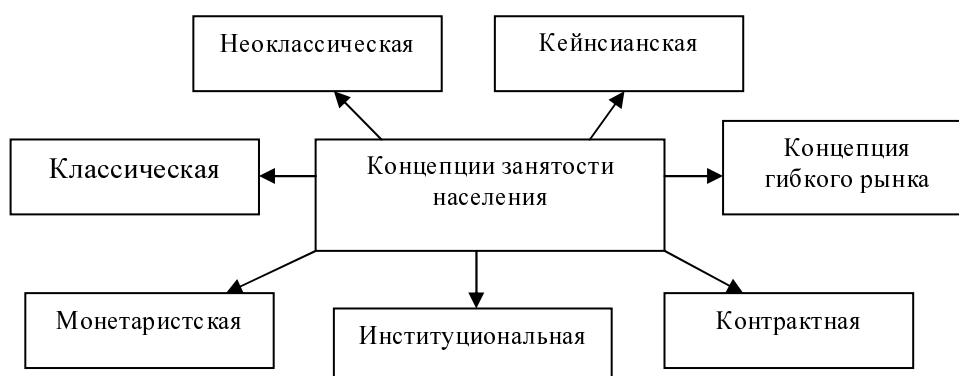 Неоклассическая
Кейнсианская
Классическая
Концепции занятости
населения
Концепция
гибкого рынка
Монетаристская
Институциональная
Контрактная